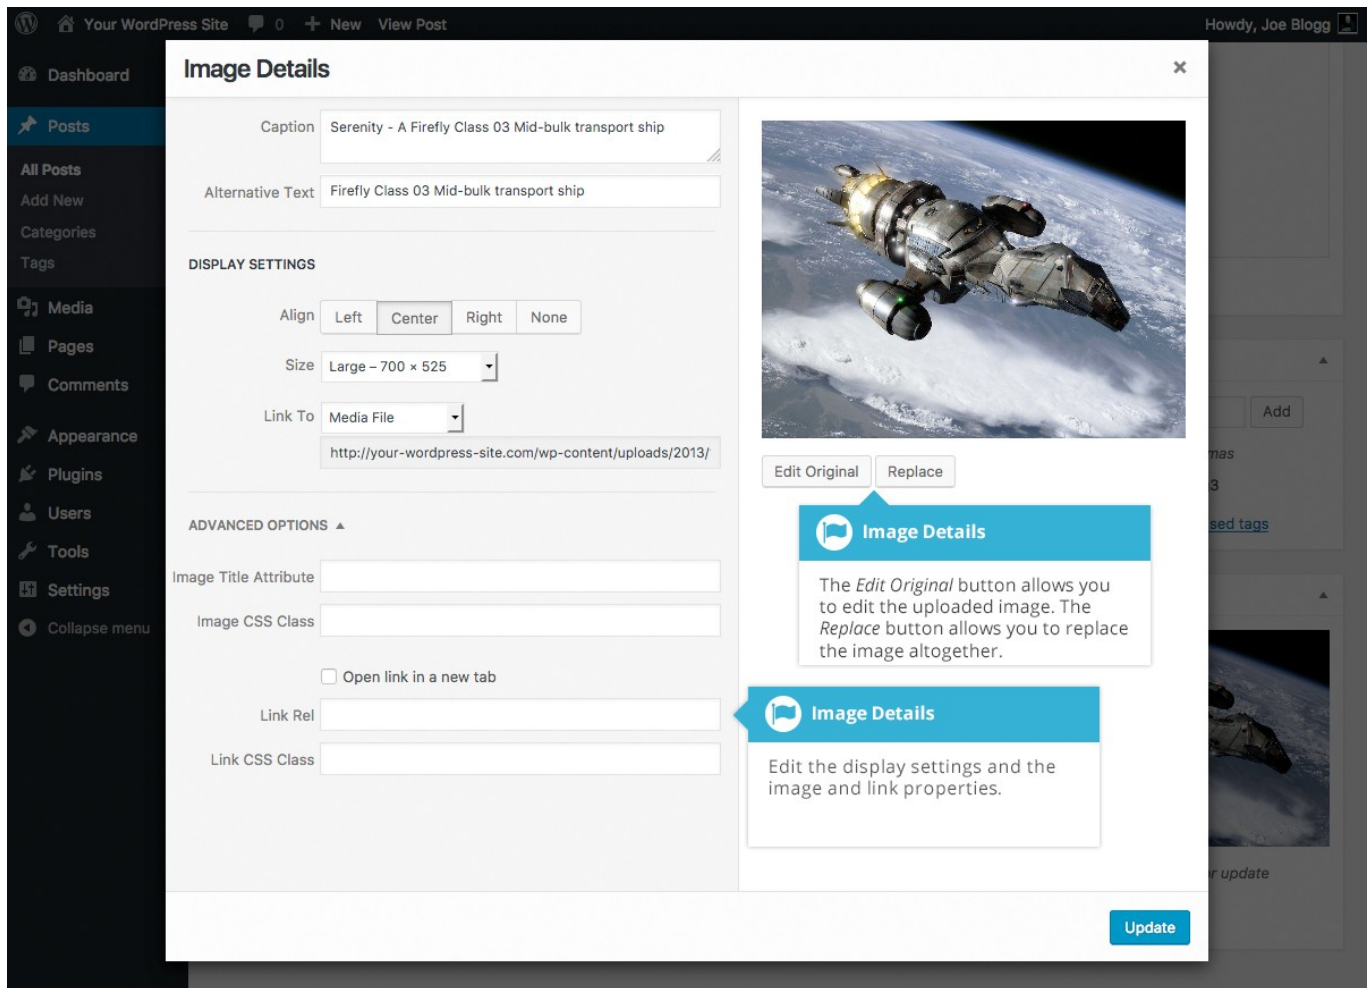 Your WordPress Site 0 New View Post Howdy, Joe Blogg
Dashboard
Posts
All Posts
Add New
Categories
Tags
Media
Pages
Comments
Appearance
Plugins
Users
Tools
Settings
Collapse menu
Image Details ×
Caption Serenity - A Firefly Class 03 Mid-bulk transport ship
Alternative Text Firefly Class 03 Mid-bulk transport ship
DISPLAY SETTINGS
Align Left Center Right None
Size Large – 700 × 525
Link To Media File
http://your-wordpress-site.com/wp-content/uploads/2013/
ADVANCED OPTIONS ▲
Image Title Attribute
Image CSS Class
Open link in a new tab
Link Rel
Link CSS Class
Edit Original Replace
Image Details
The Edit Original button allows you
to edit the uploaded image. The
Replace button allows you to replace
the image altogether.
Image Details
Edit the display settings and the
image and link properties.
Update
Add
mas
3
sed tags
r update